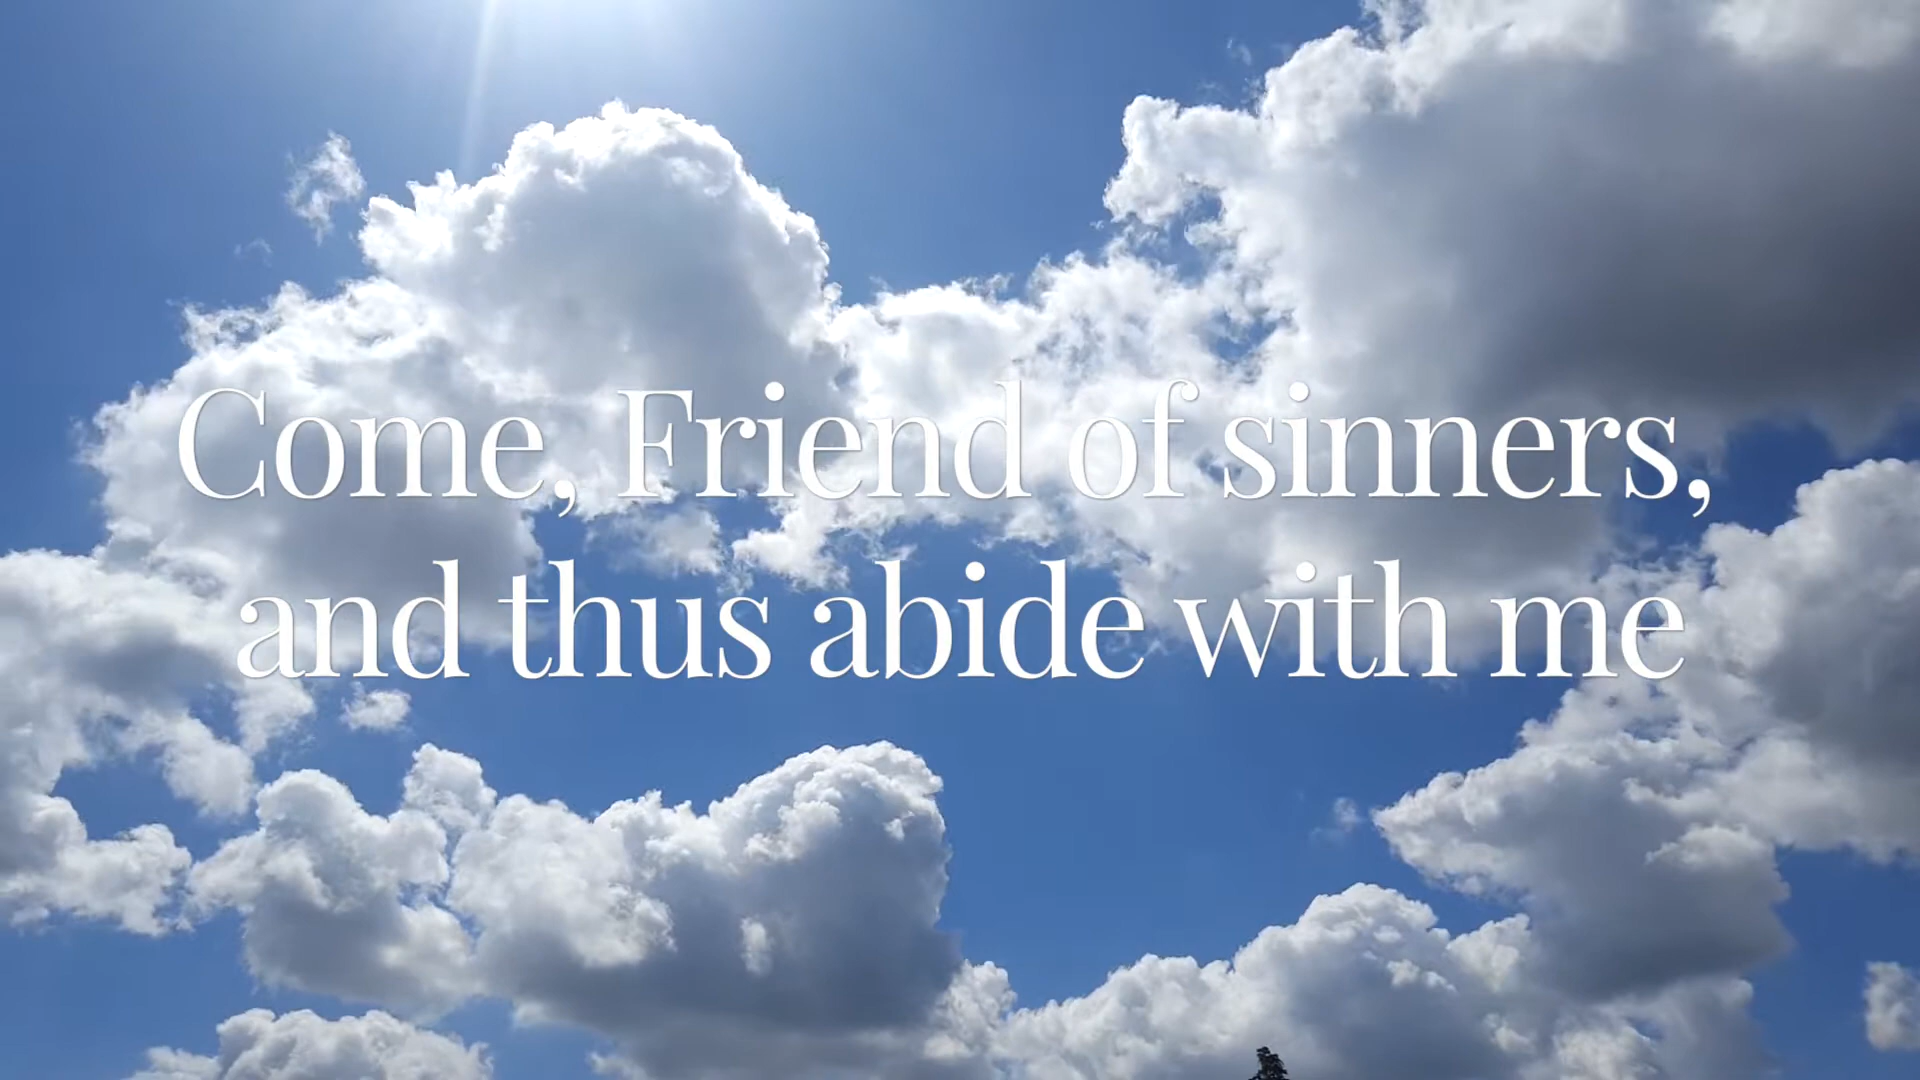 Come, Friend of sinners,
and thus abide with me